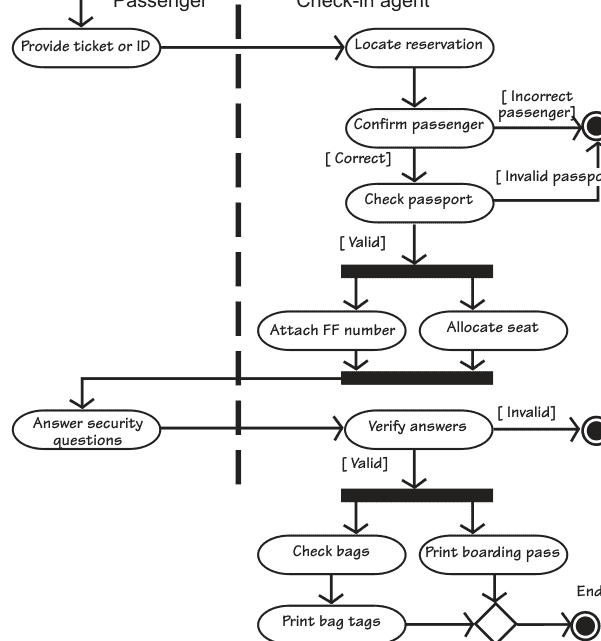 Passenger
Check-in agent
Provide ticket or ID
Locate reservation
[ Incorrect
passenger]
Confirm passenger
[ Correct]
[ Invalid
Check passport
[ Valid]
Attach FF number
Allocate seat
Answer security
questions
Verify answers
[ Invalid]
[ Valid]
Check bags
Print boarding pass
End
Print bag tags